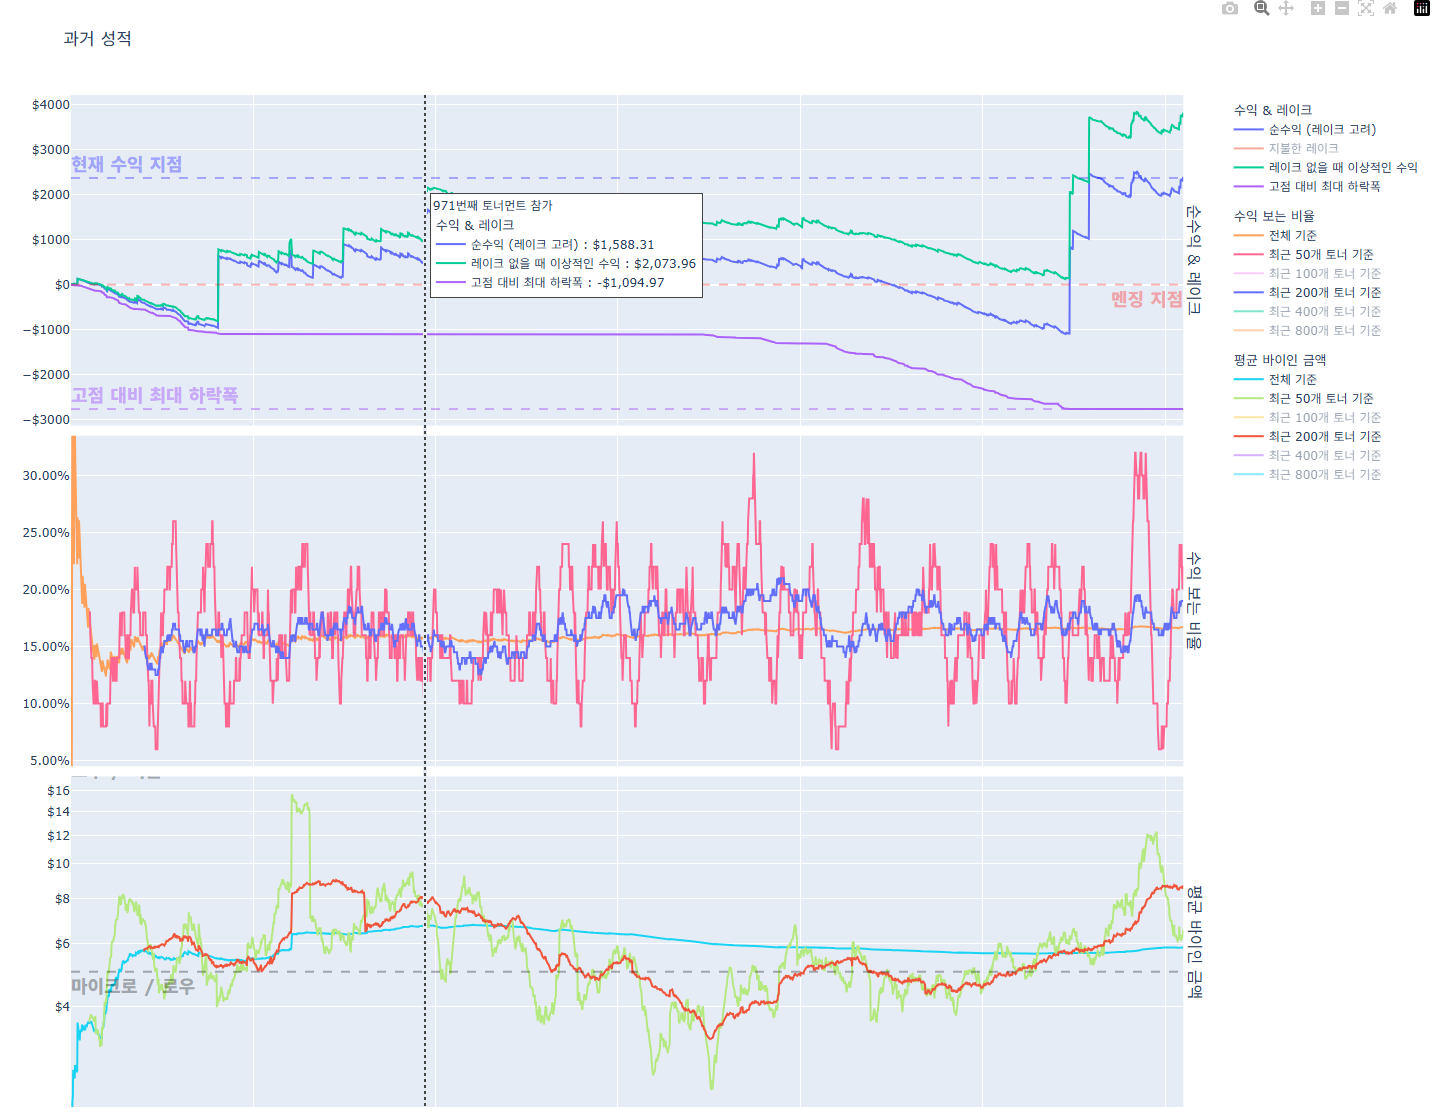 과거 성적
$4000
$3000
$2000
$1000
$0
−$1000
−$2000
−$3000
현재 수익 지점
멘징 지점
고점 대비 최대 하락폭
순수익 & 레이크
971번째 토너먼트 참가
수익 & 레이크
순수익 (레이크 고려) : $1,588.31
레이크 없을 때 이상적인 수익 : $2,073.96
고점 대비 최대 하락폭 : -$1,094.97
30.00%
25.00%
20.00%
15.00%
10.00%
5.00%
수익 보는 비율
$16
$14
$12
$10
$8
$6
$4
마이크로 / 로우
평균 바이인 금액
수익 & 레이크
순수익 (레이크 고려)
지불한 레이크
레이크 없을 때 이상적인 수익
고점 대비 최대 하락폭
수익 보는 비율
전체 기준
최근 50개 토너 기준
최근 100개 토너 기준
최근 200개 토너 기준
최근 400개 토너 기준
최근 800개 토너 기준
평균 바이인 금액
전체 기준
최근 50개 토너 기준
최근 100개 토너 기준
최근 200개 토너 기준
최근 400개 토너 기준
최근 800개 토너 기준